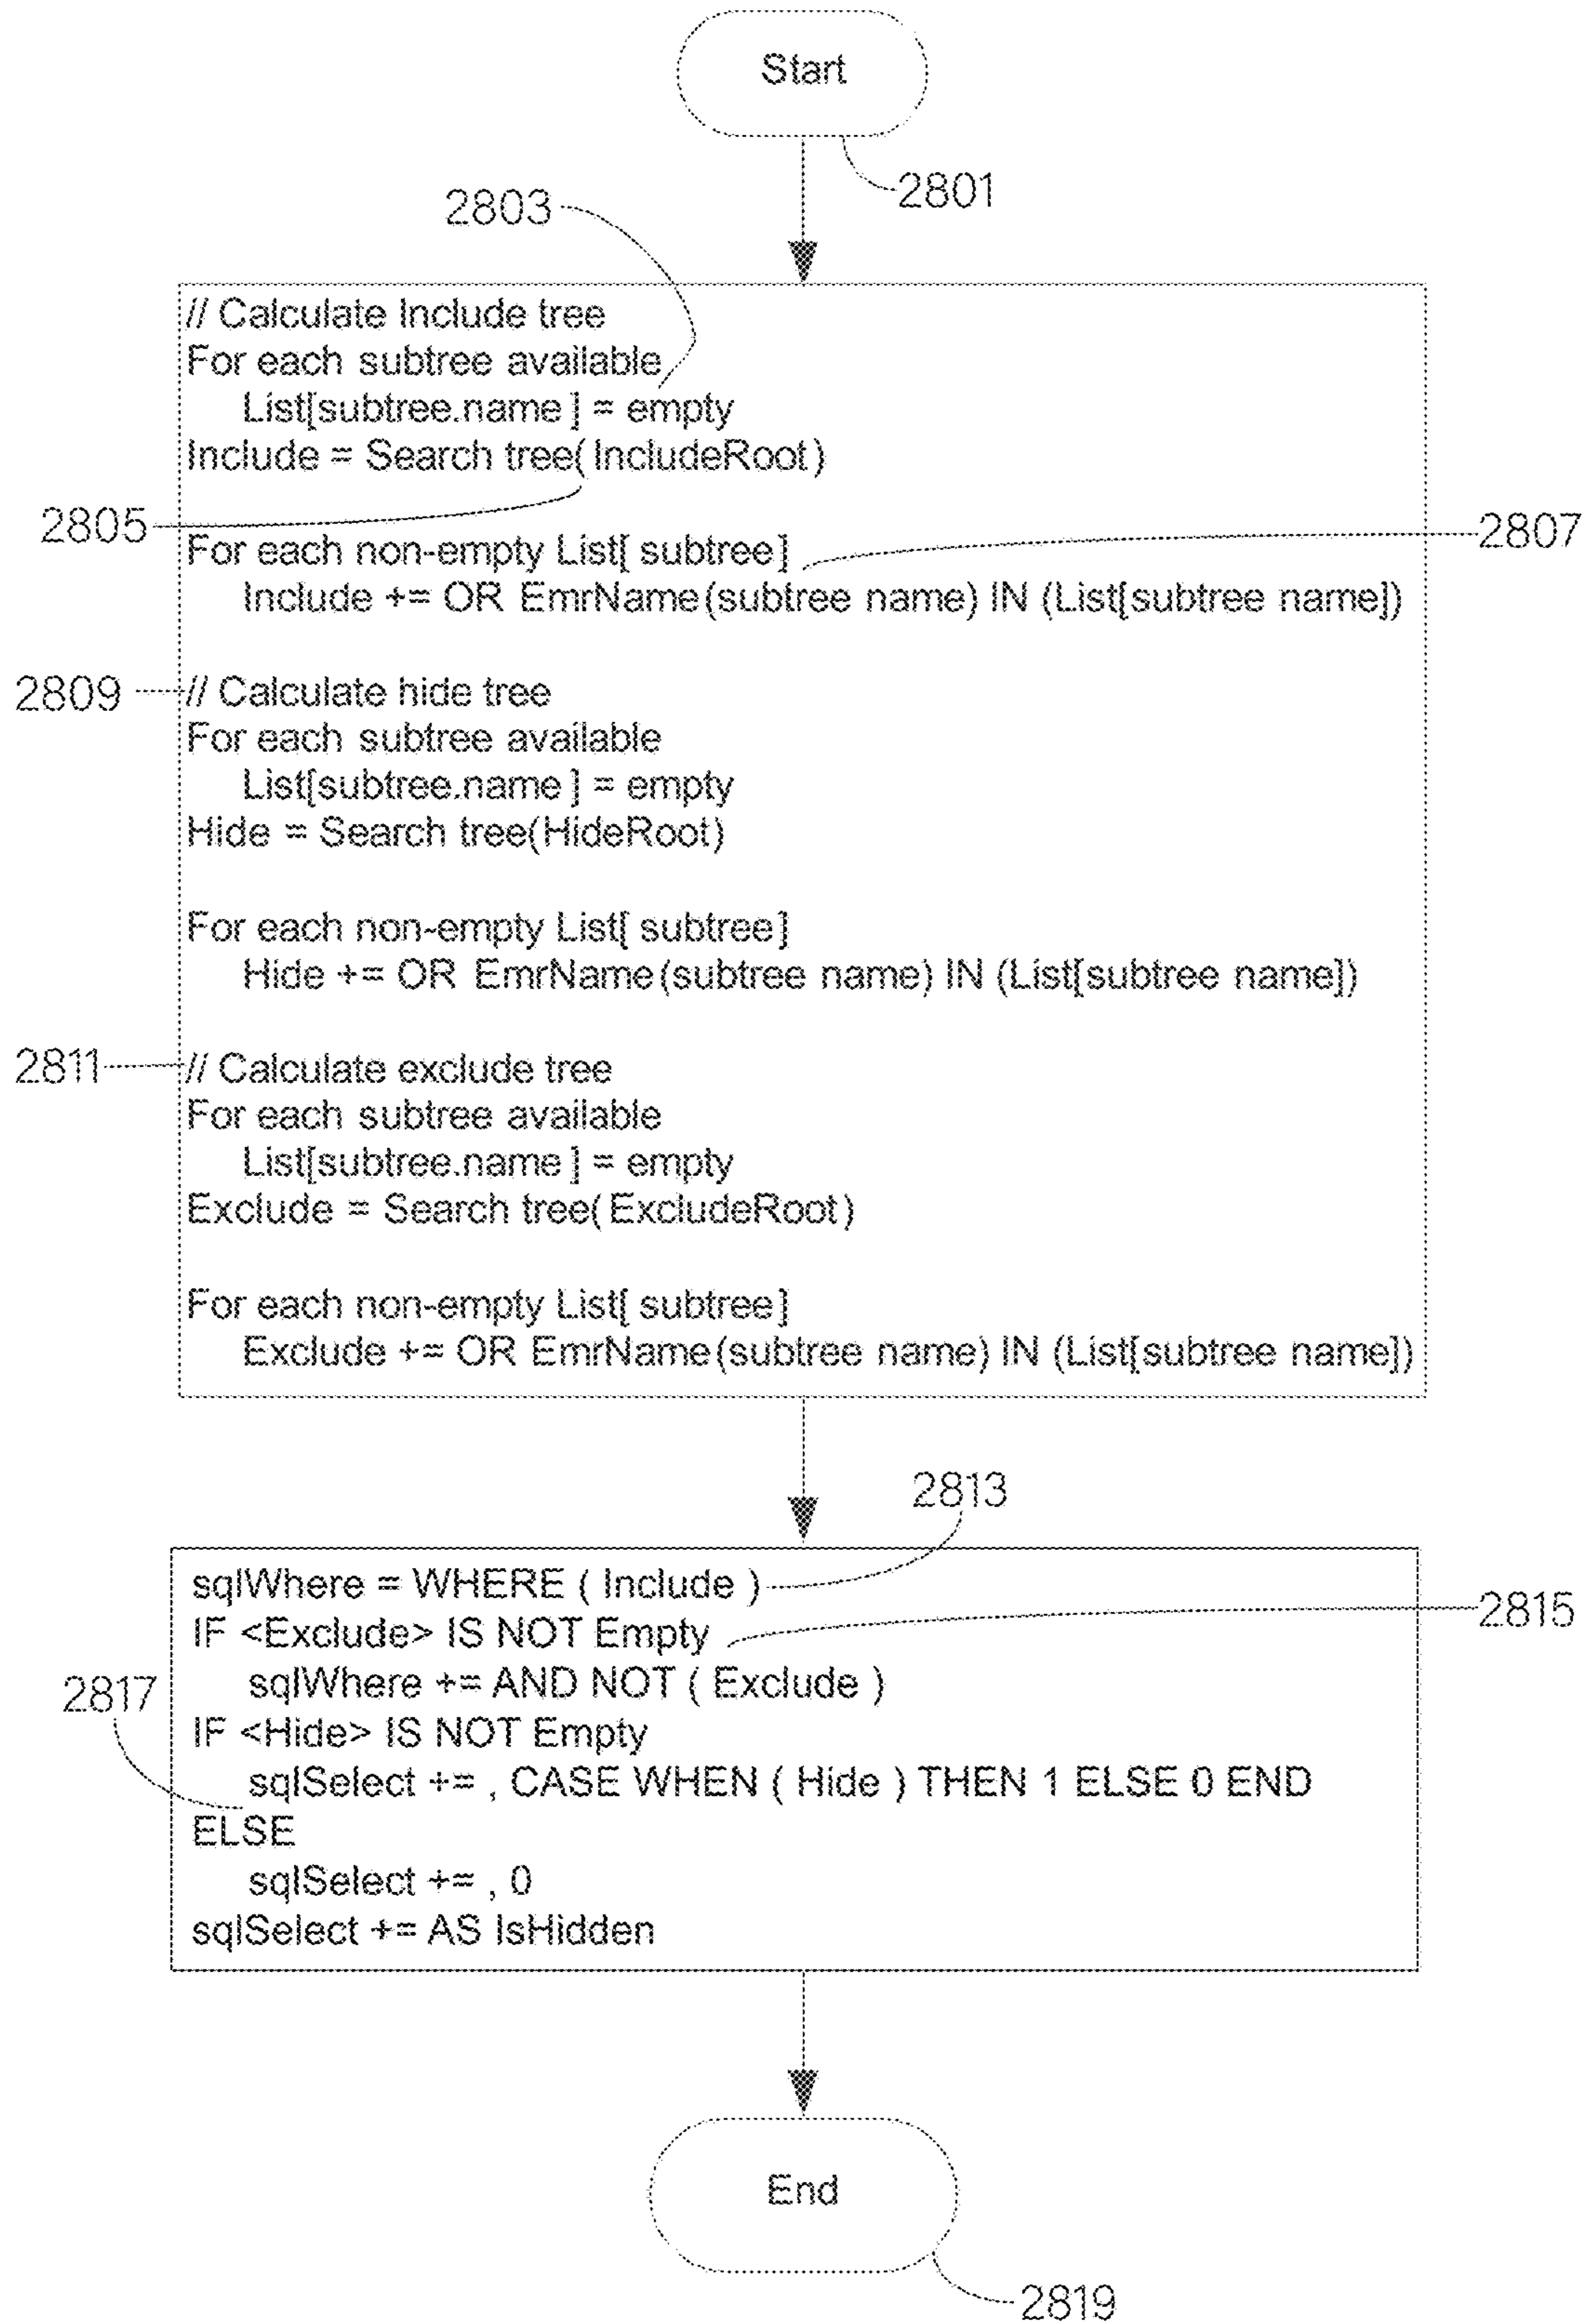 Start
2801
2803
// Calculate Include tree
For each subtree available
List[subtree.name] = empty
Include = Search tree(IncludeRoot)
2805
For each non-empty List[ subtree]
2807
Include += OR EmrName(subtree name) IN (List[subtree name])
2809
// Calculate hide tree
For each subtree available
List[subtree.name] = empty
Hide = Search tree(HideRoot)
For each non-empty List[ subtree]
Hide += OR EmrName(subtree name) IN (List[subtree name])
2811
// Calculate exclude tree
For each subtree available
List[subtree.name] = empty
Exclude = Search tree(ExcludeRoot)
For each non-empty List[ subtree]
Exclude += OR EmrName(subtree name) IN (List[subtree name])
2813
sqlWhere = WHERE ( Include )
IF <Exclude> IS NOT Empty
2815
sqlWhere += AND NOT ( Exclude )
2817
IF <Hide> IS NOT Empty
sqlSelect += , CASE WHEN ( Hide ) THEN 1 ELSE 0 END
ELSE
sqlSelect += , 0
sqlSelect += AS IsHidden
End
2819